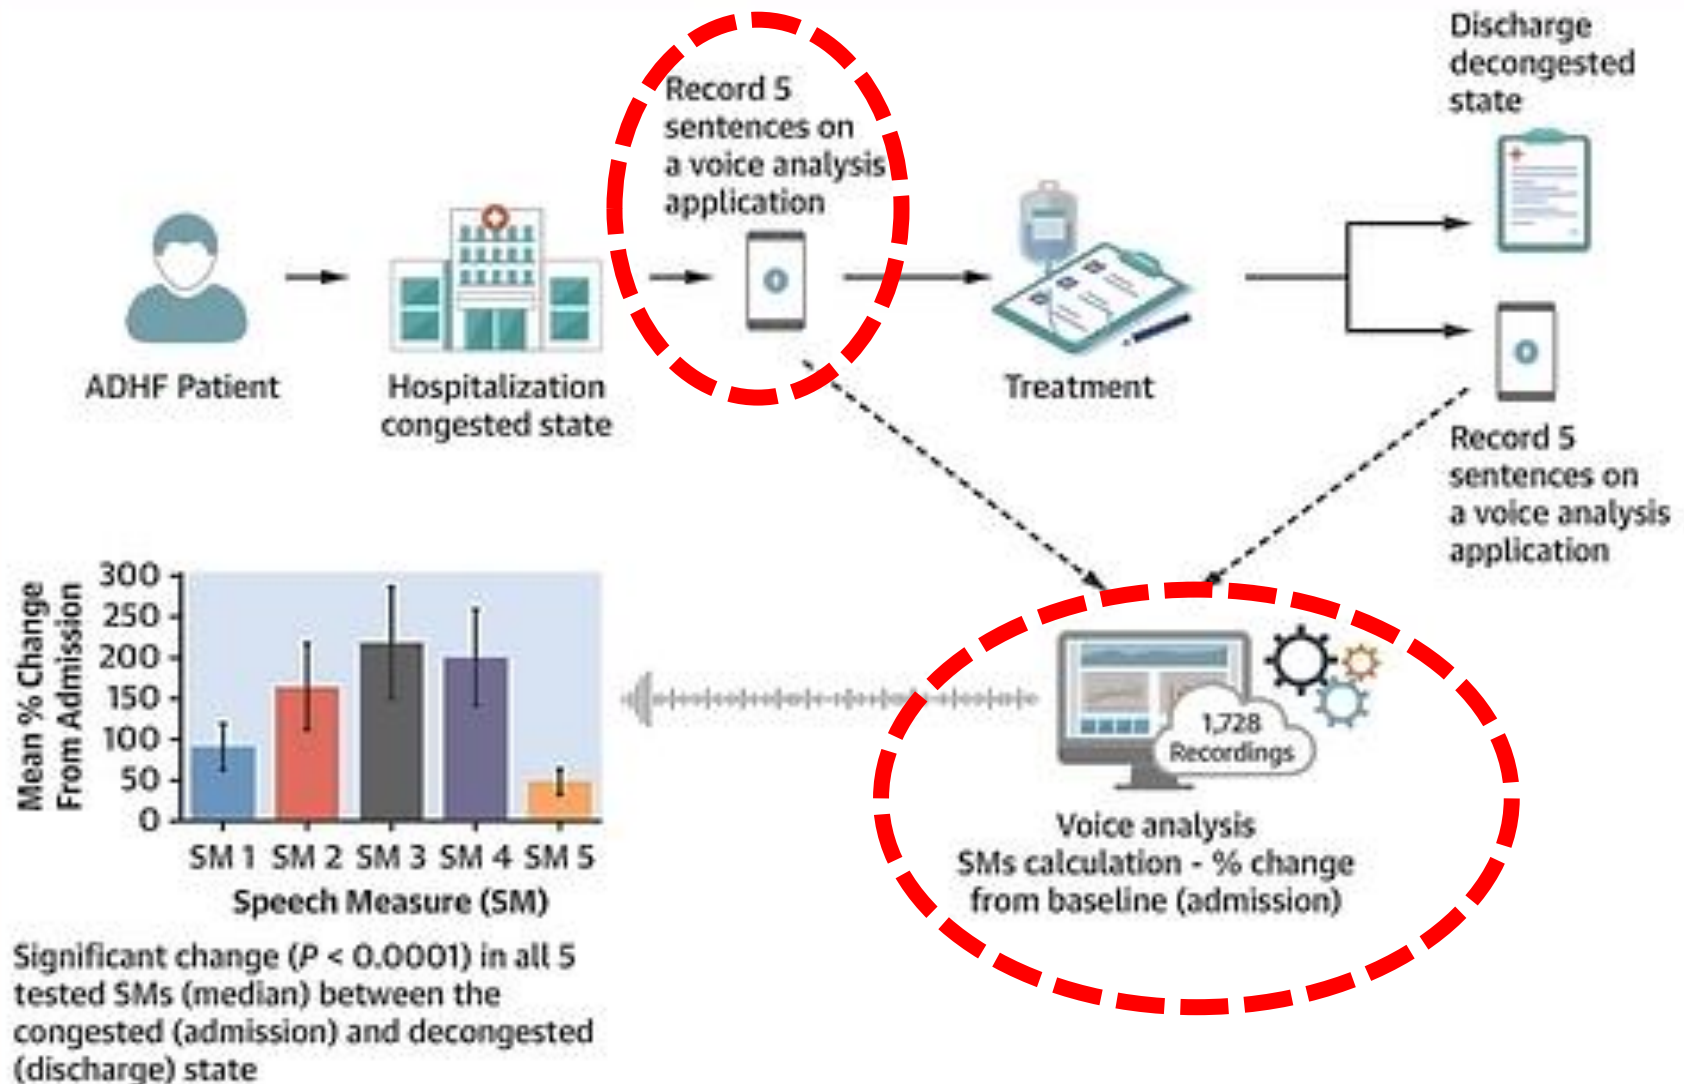 Record 5
sentences on
a voice analysis
application
Discharge
decongested
state
ADHF Patient
Hospitalization
congested state
Treatment
Record 5
sentences on
a voice analysis
application
1,728
Recordings
Voice analysis
SMs calculation - % change
from baseline (admission)
Mean % Change
From Admission
300
250
200
150
100
50
0
SM 1 SM 2 SM 3 SM 4 SM 5
Speech Measure (SM)
Significant change (P < 0.0001) in all 5
tested SMs (median) between the
congested (admission) and decongested
(discharge) state